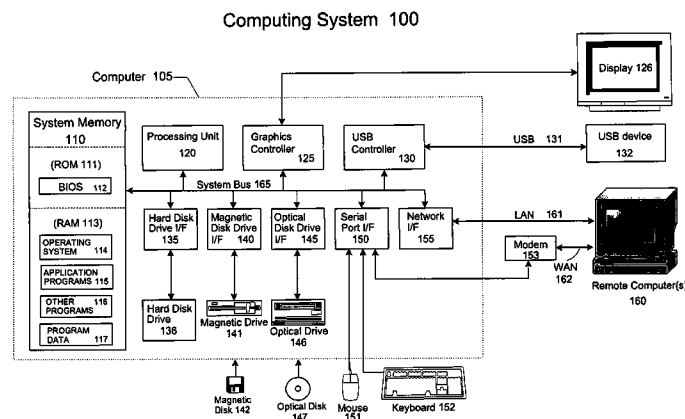 Computing System 100
Computer 105
Display 126
System Memory
110
(ROM 111)
BIOS 112
(RAM 113)
OPERATING
SYSTEM 114
APPLICATION
PROGRAMS 115
OTHER 116
PROGRAMS
PROGRAM
DATA 117
Processing Unit
120
Graphics
Controller
125
USB
Controller
130
USB 131
USB device
132
System Bus 165
Hard Disk
Drive I/F
135
Magnetic
Disk Drive
I/F 140
Optical
Disk Drive
I/F 145
Serial
Port I/F
150
Network
I/F
155
LAN 161
Modem
153
WAN
162
Remote Computer(s)
160
Hard Disk
Drive
136
Magnetic Drive
141
Optical Drive
146
Magnetic
Disk 142
Optical Disk
147
Mouse
151
Keyboard 152